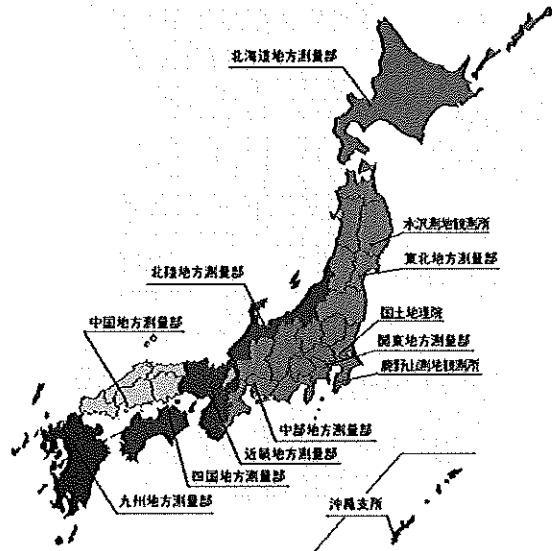 北海道地方測量部
水沢測地観測所
東北地方測量部
北陸地方測量部
国土地理院
中国地方測量部
関東地方測量部
鹿野山測地観測所
中部地方測量部
近畿地方測量部
四国地方測量部
九州地方測量部
沖縄支所